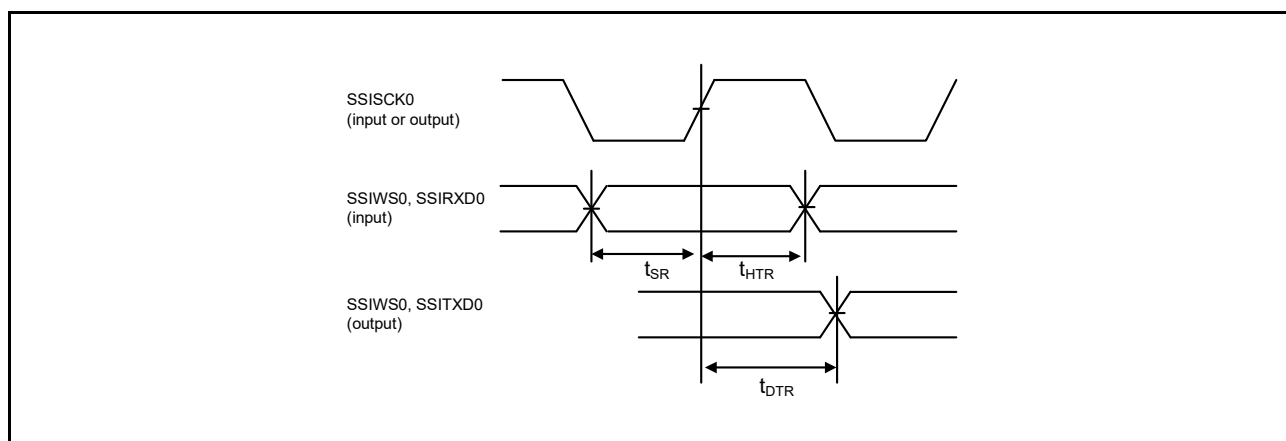 SSISCK0
(input or output)
SSIWS0, SSIRXD0
(input)
tSR
tHTR
SSIWS0, SSITXD0
(output)
tDTR